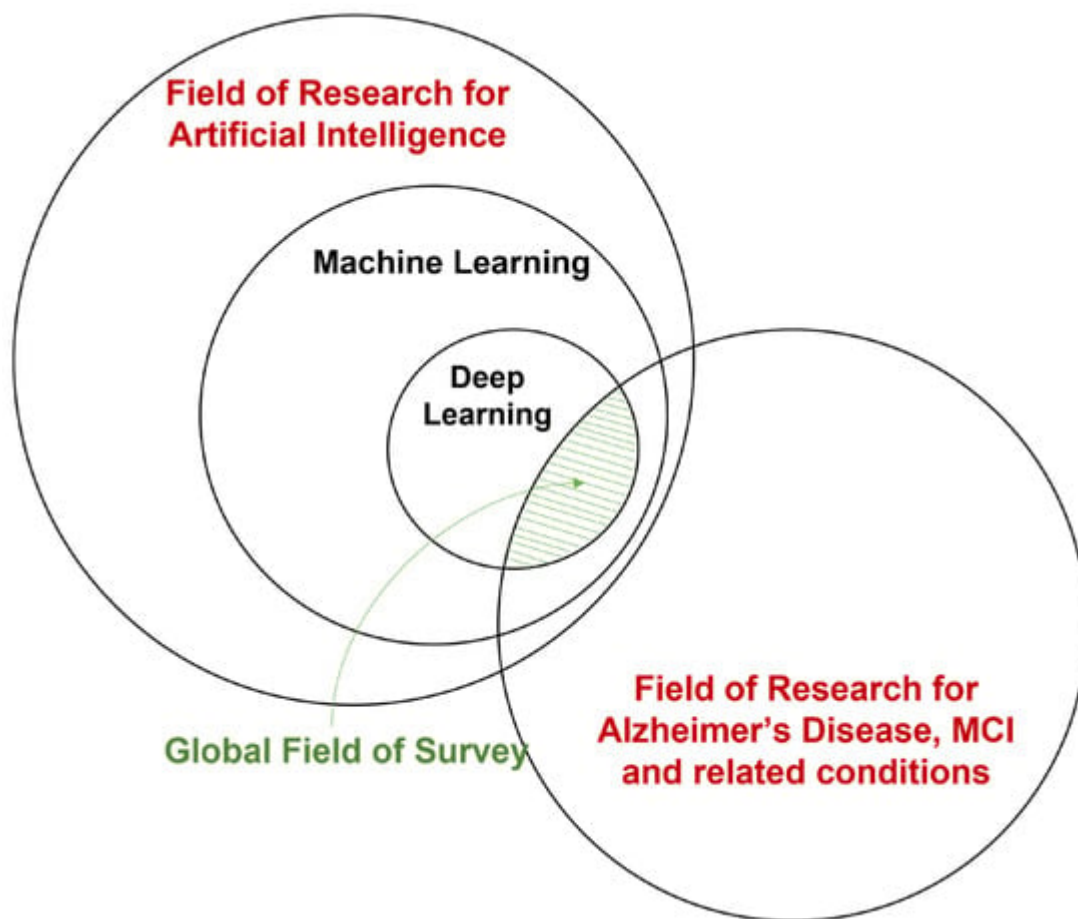 Field of Research for
Artificial Intelligence
Machine Learning
Deep
Learning
Global Field of Survey
Field of Research for
Alzheimer’s Disease, MCI
and related conditions